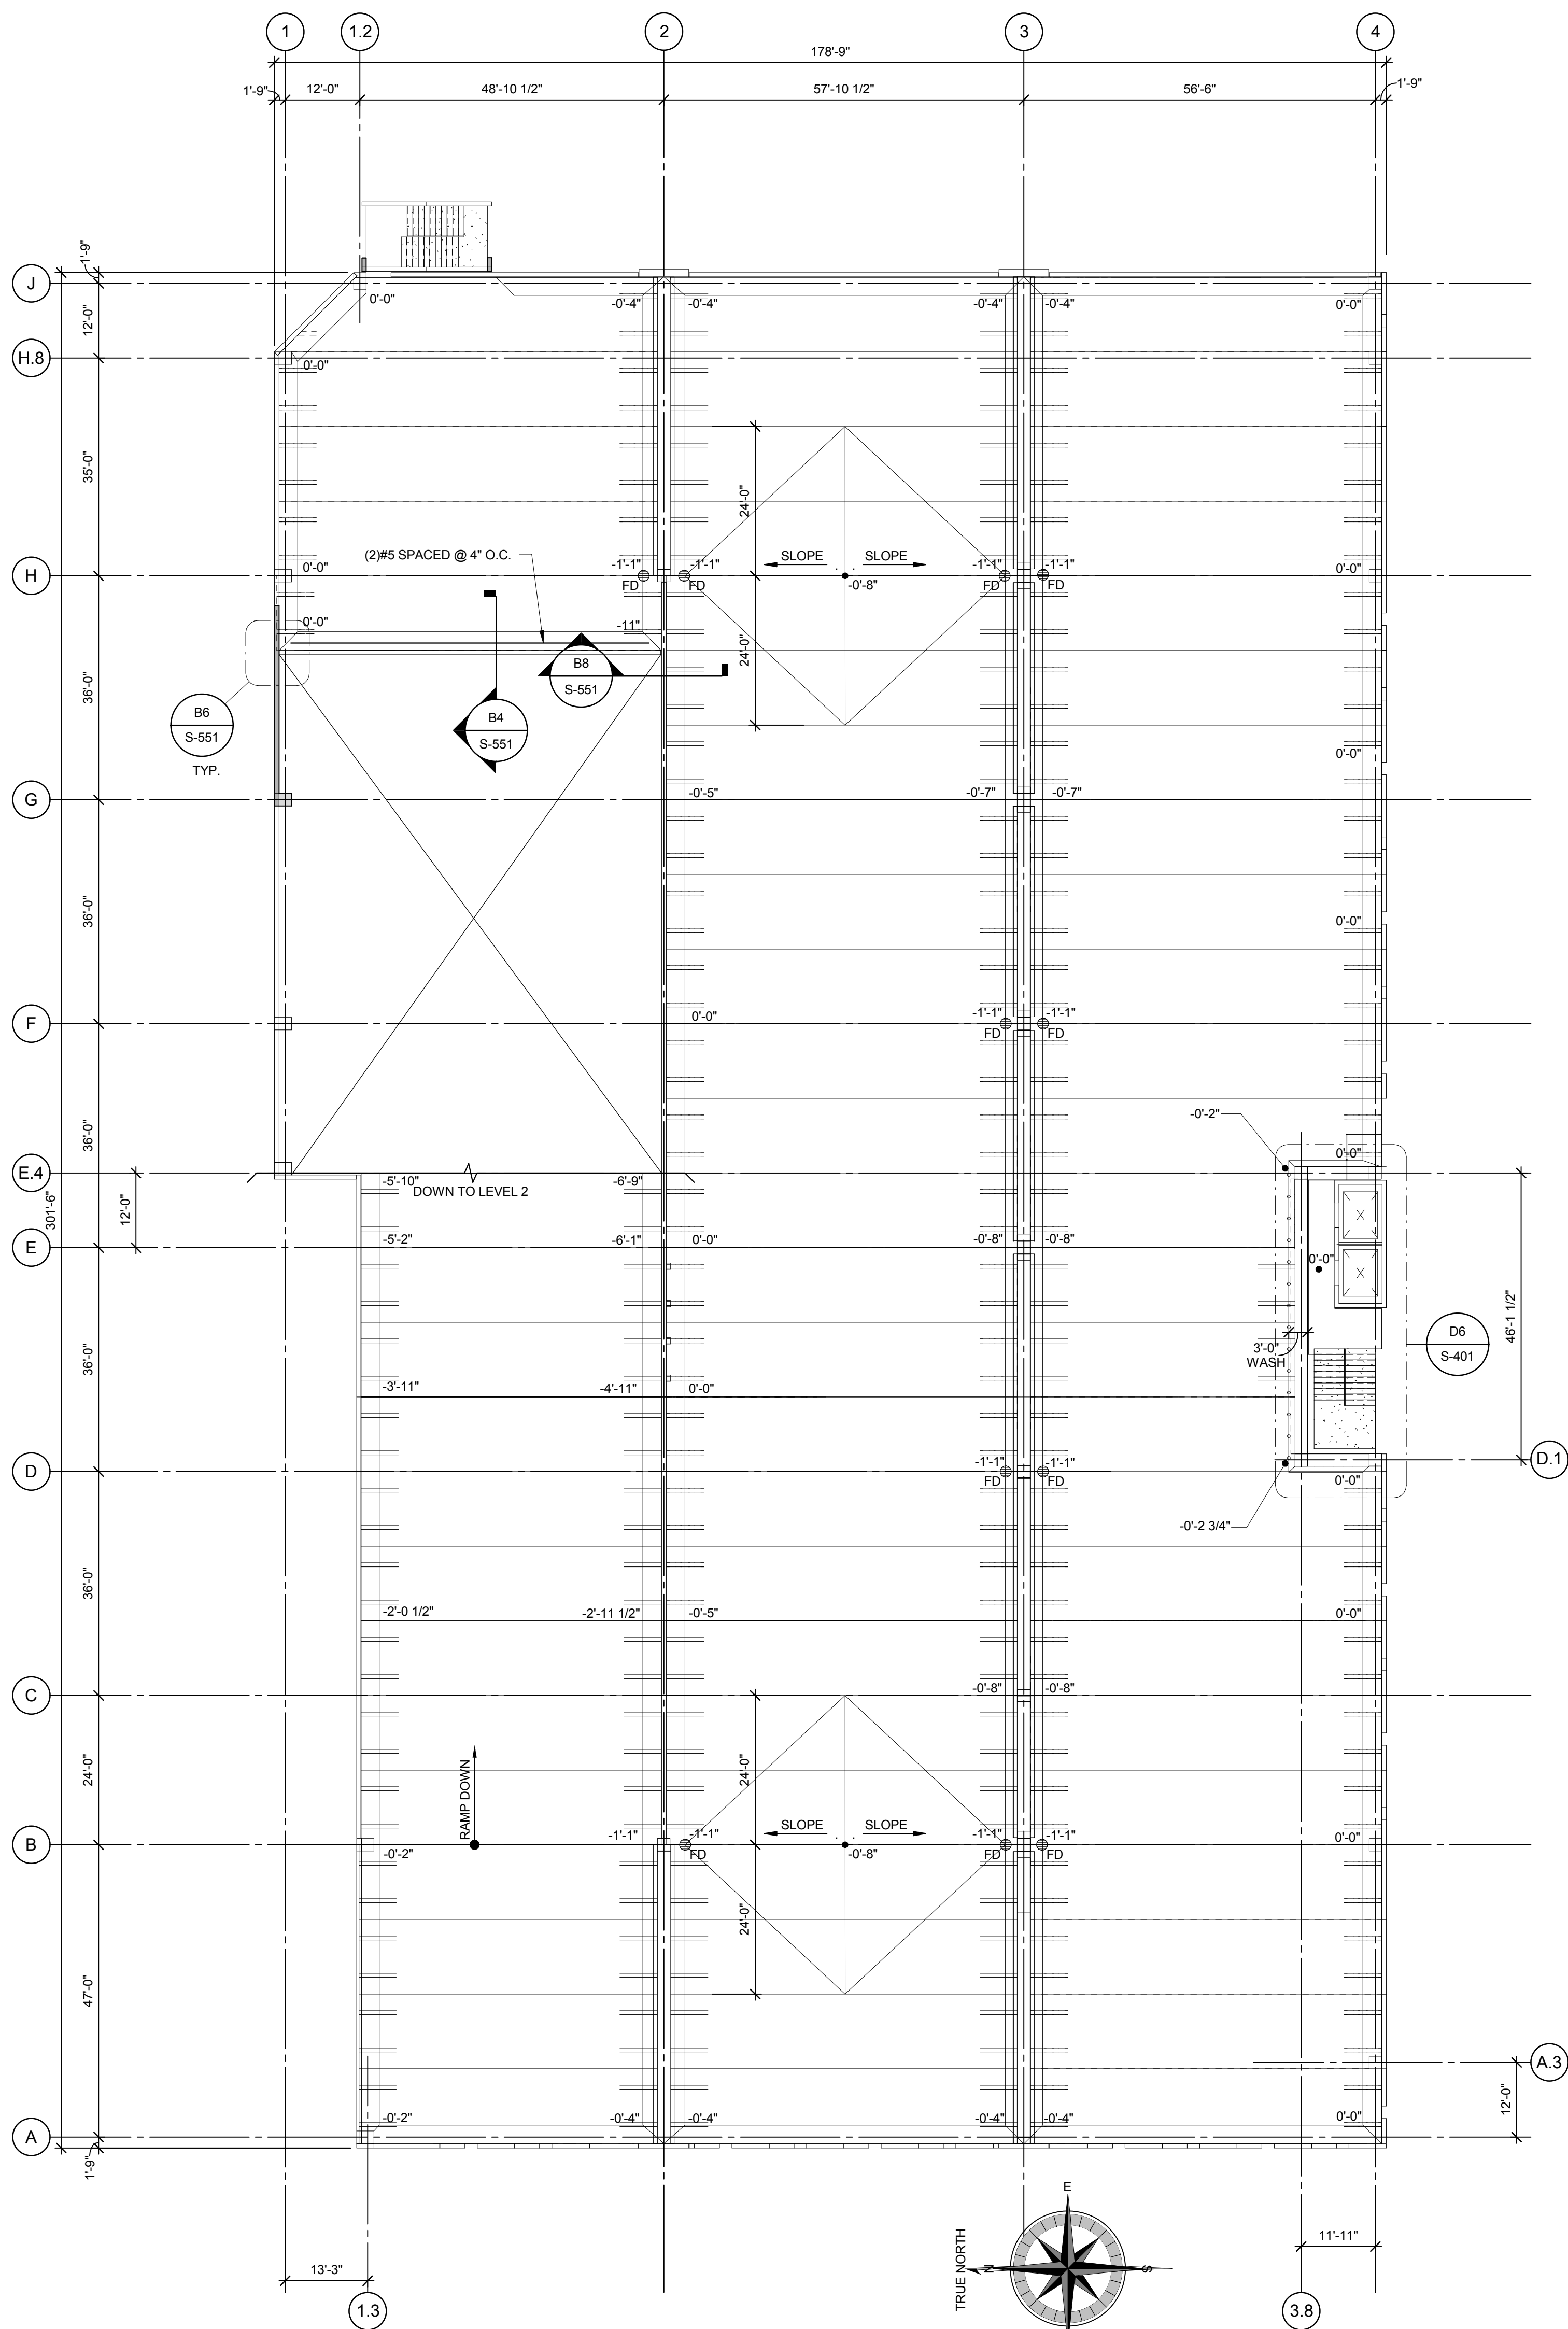 1
1.2
2
3
4
178'-9"
1'-9"
12'-0"
48'-10 1/2"
57'-10 1/2"
56'-6"
1'-9"
1'-9"
J
0'-0"
-0'-4"
-0'-4"
-0'-4"
-0'-4"
0'-0"
12'-0"
H.8
0'-0"
35'-0"
24'-0"
(2)#5 SPACED @ 4" O.C.
SLOPE
SLOPE
H
0'-0"
-1'-1"
FD
-1'-1"
FD
-0'-8"
-1'-1"
FD
-1'-1"
FD
0'-0"
0'-0"
-11"
24'-0"
B8
S-551
36'-0"
B6
S-551
TYP.
B4
S-551
0'-0"
G
-0'-5"
-0'-7"
-0'-7"
36'-0"
0'-0"
F
0'-0"
-1'-1"
FD
-1'-1"
FD
36'-0"
-0'-2"
0'-0"
E.4
-5'-10"
DOWN TO LEVEL 2
-6'-9"
301'-6"
12'-0"
E
-5'-2"
-6'-1"
0'-0"
-0'-8"
-0'-8"
0'-0"
46'-1 1/2"
36'-0"
3'-0"
WASH
D6
S-401
-3'-11"
-4'-11"
0'-0"
D
-1'-1"
FD
-1'-1"
FD
0'-0"
D.1
-0'-2 3/4"
36'-0"
-2'-0 1/2"
-2'-11 1/2"
-0'-5"
0'-0"
C
-0'-8"
-0'-8"
24'-0"
24'-0"
RAMP DOWN
SLOPE
SLOPE
B
-0'-2"
-1'-1"
-1'-1"
FD
-0'-8"
-1'-1"
FD
-1'-1"
FD
0'-0"
24'-0"
47'-0"
A.3
12'-0"
-0'-2"
-0'-4"
-0'-4"
-0'-4"
-0'-4"
0'-0"
A
1'-9"
E
TRUE NORTH
N
S
13'-3"
11'-11"
1.3
3.8